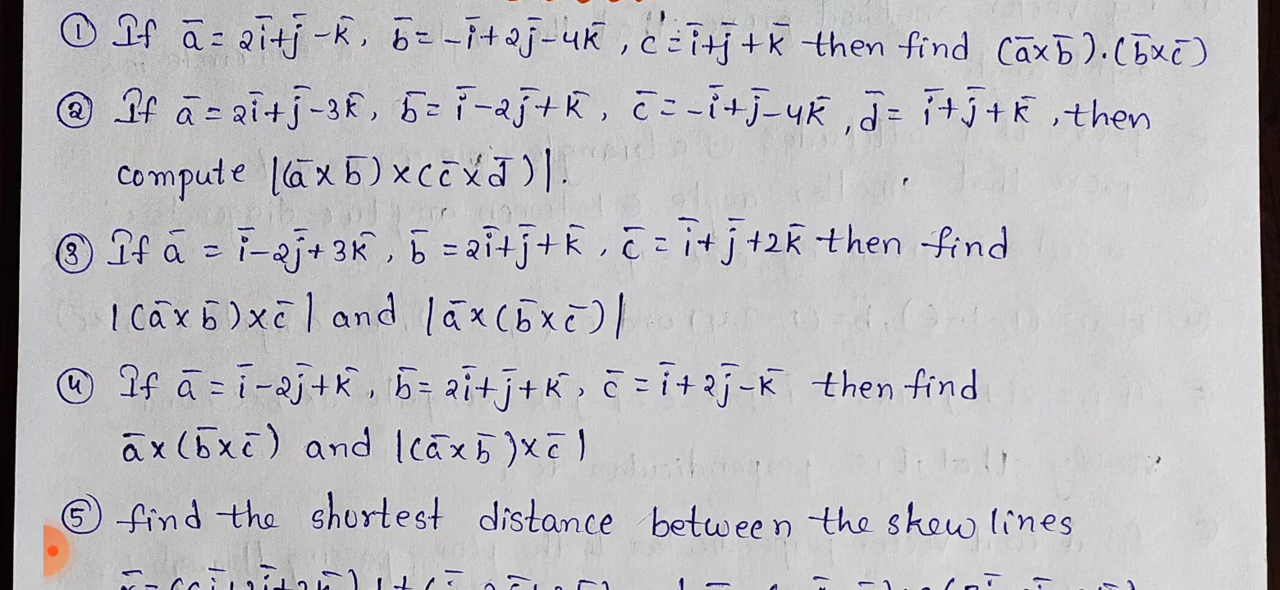 ① If ā = 2ī+j̄-k̄, b̄ = -ī+2j̄-4k̄, c̄ = ī+j̄+k̄ then find (ā×b̄).(b̄×c̄)
② If ā = 2ī+j̄-3k̄, b̄ = ī-2j̄+k̄, c̄ = -ī+j̄-4k̄, d̄ = ī+j̄+k̄, then
compute |(ā×b̄)×(c̄×d̄)|.
③ If ā = ī-2j̄+3k̄, b̄ = 2ī+j̄+k̄, c̄ = ī+j̄+2k̄ then find
|(ā×b̄)×c̄| and |ā×(b̄×c̄)|
④ If ā = ī-2j̄+k̄, b̄ = 2ī+j̄+k̄, c̄ = ī+2j̄-k̄ then find
ā×(b̄×c̄) and |(ā×b̄)×c̄|
⑤ find the shortest distance between the skew lines